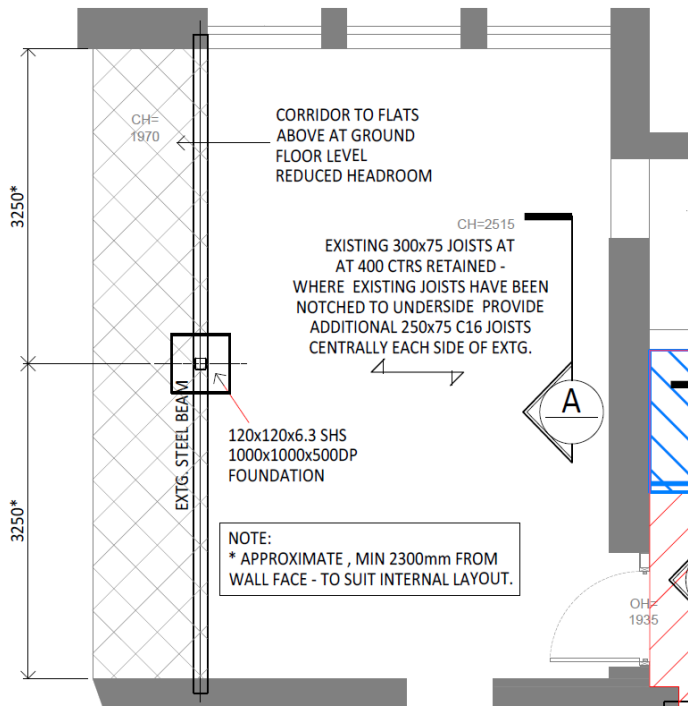 CH=
1970
CORRIDOR TO FLATS
ABOVE AT GROUND
FLOOR LEVEL
REDUCED HEADROOM
3250*
CH=2515
EXISTING 300x75 JOISTS AT
AT 400 CTRS RETAINED -
WHERE EXISTING JOISTS HAVE BEEN
NOTCHED TO UNDERSIDE PROVIDE
ADDITIONAL 250x75 C16 JOISTS
CENTRALLY EACH SIDE OF EXTG.
A
EXTG. STEEL BEAM
120x120x6.3 SHS
1000x1000x500DP
FOUNDATION
3250*
NOTE:
* APPROXIMATE , MIN 2300mm FROM
WALL FACE - TO SUIT INTERNAL LAYOUT.
OH=
1935